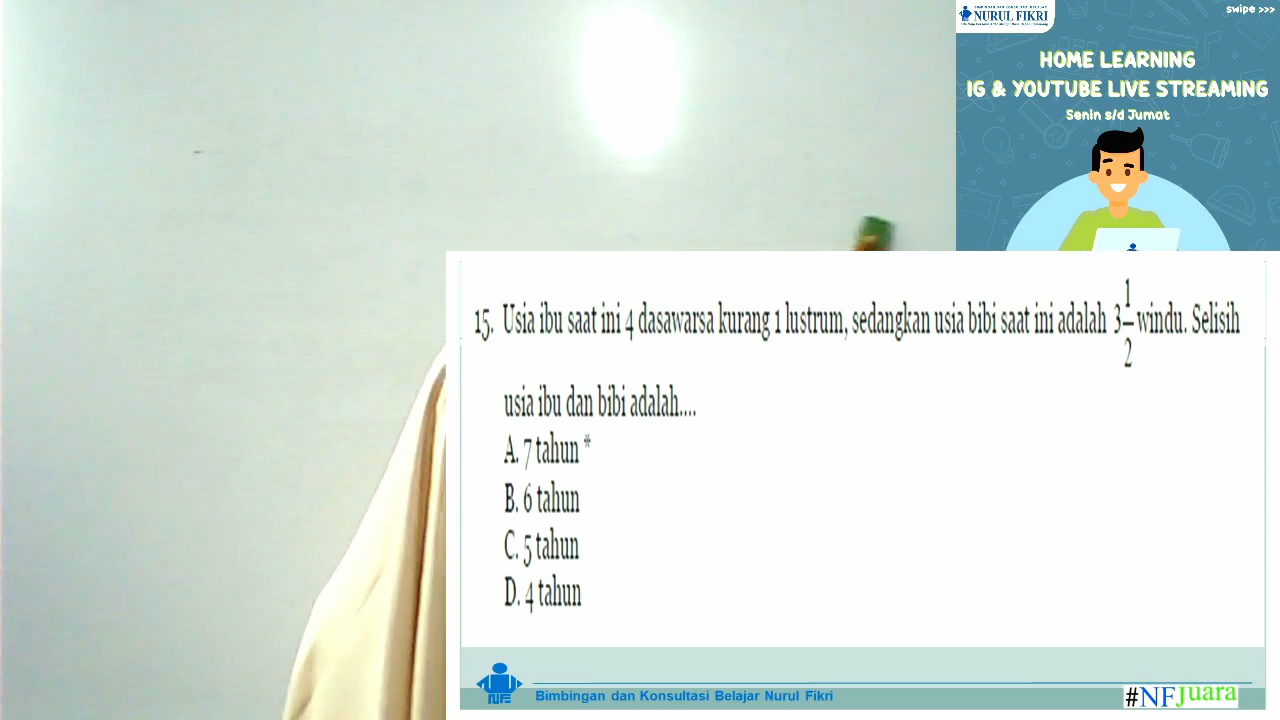 NURUL FIKRI
swipe >>>
HOME LEARNING
IG & YOUTUBE LIVE STREAMING
Senin s/d Jumat
15. Usia ibu saat ini 4 dasawarsa kurang 1 lustrum, sedangkan usia bibi saat ini adalah 3 1/2 windu. Selisih
usia ibu dan bibi adalah....
A. 7 tahun *
B. 6 tahun
C. 5 tahun
D. 4 tahun
NF
Bimbingan dan Konsultasi Belajar Nurul Fikri
#NFJuara